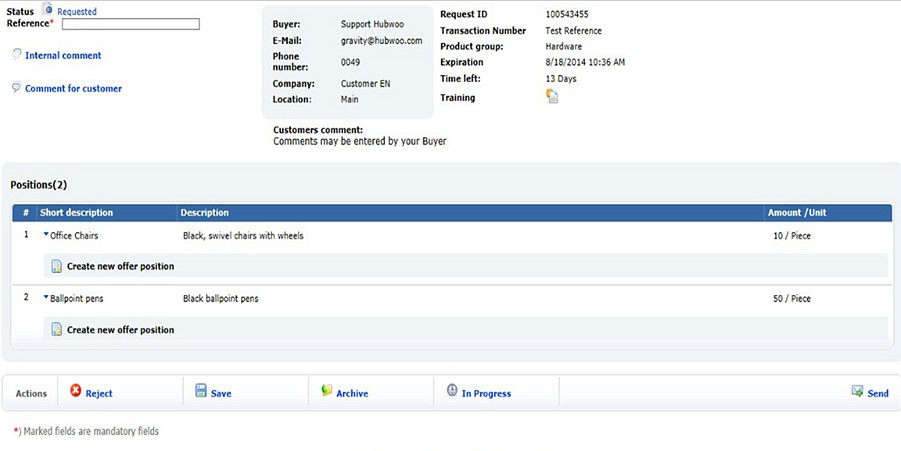 Status Requested
Reference*
Internal comment
Comment for customer
Buyer: Support Hubwoo
E-Mail: gravity@hubwoo.com
Phone number: 0049
Company: Customer EN
Location: Main
Customers comment:
Comments may be entered by your Buyer
Request ID 100543455
Transaction Number Test Reference
Product group: Hardware
Expiration 8/18/2014 10:36 AM
Time left: 13 Days
Training
Positions(2)
# Short description Description Amount /Unit
1 Office Chairs Black, swivel chairs with wheels 10 / Piece
Create new offer position
2 Ballpoint pens Black ballpoint pens 50 / Piece
Create new offer position
Actions Reject Save Archive In Progress Send
*) Marked fields are mandatory fields